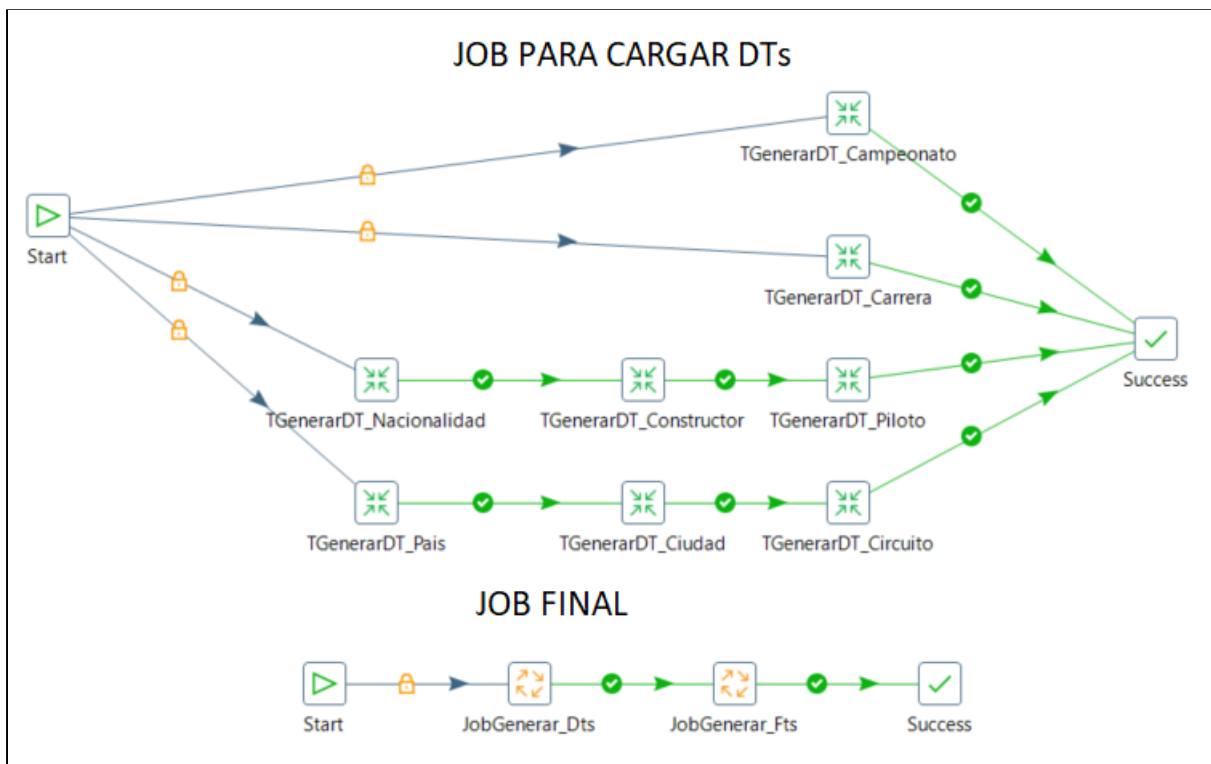 JOB PARA CARGAR DTs
TGenerarDT_Campeonato
Start
TGenerarDT_Carrera
Success
TGenerarDT_Nacionalidad
TGenerarDT_Constructor
TGenerarDT_Piloto
TGenerarDT_Pais
TGenerarDT_Ciudad
TGenerarDT_Circuito
JOB FINAL
Start
JobGenerar_Dts
JobGenerar_Fts
Success